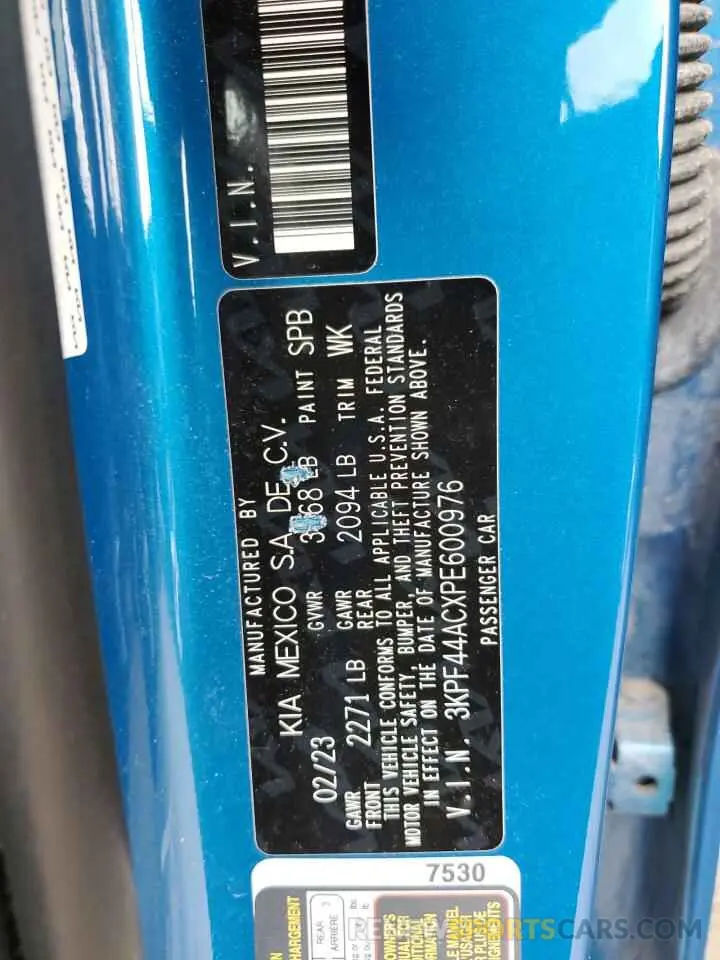 V.I.N.
MANUFACTURED BY
KIA MEXICO S.A. DE C.V.
02/23 GVWR LB PAINT SPB
GAWR FRONT 2271 LB GAWR REAR 2094 LB TRIM WK
THIS VEHICLE CONFORMS TO ALL APPLICABLE U.S.A. FEDERAL
MOTOR VEHICLE SAFETY, BUMPER, AND THEFT PREVENTION STANDARDS
IN EFFECT ON THE DATE OF MANUFACTURE SHOWN ABOVE.
V.I.N. 3KPF44ACXPE600976
PASSENGER CAR
7530
REAR
ARRIERE 3